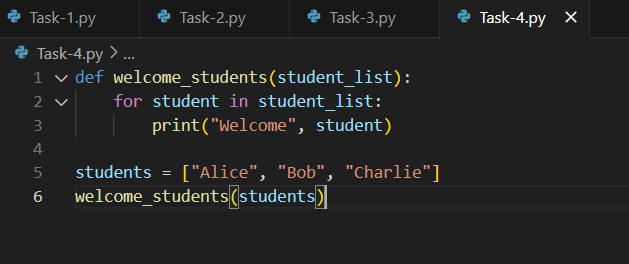 Task-1.py Task-2.py Task-3.py Task-4.py ✕
Task-4.py > ...
1 def welcome_students(student_list):
2     for student in student_list:
3         print("Welcome", student)
4
5 students = ["Alice", "Bob", "Charlie"]
6 welcome_students(students)